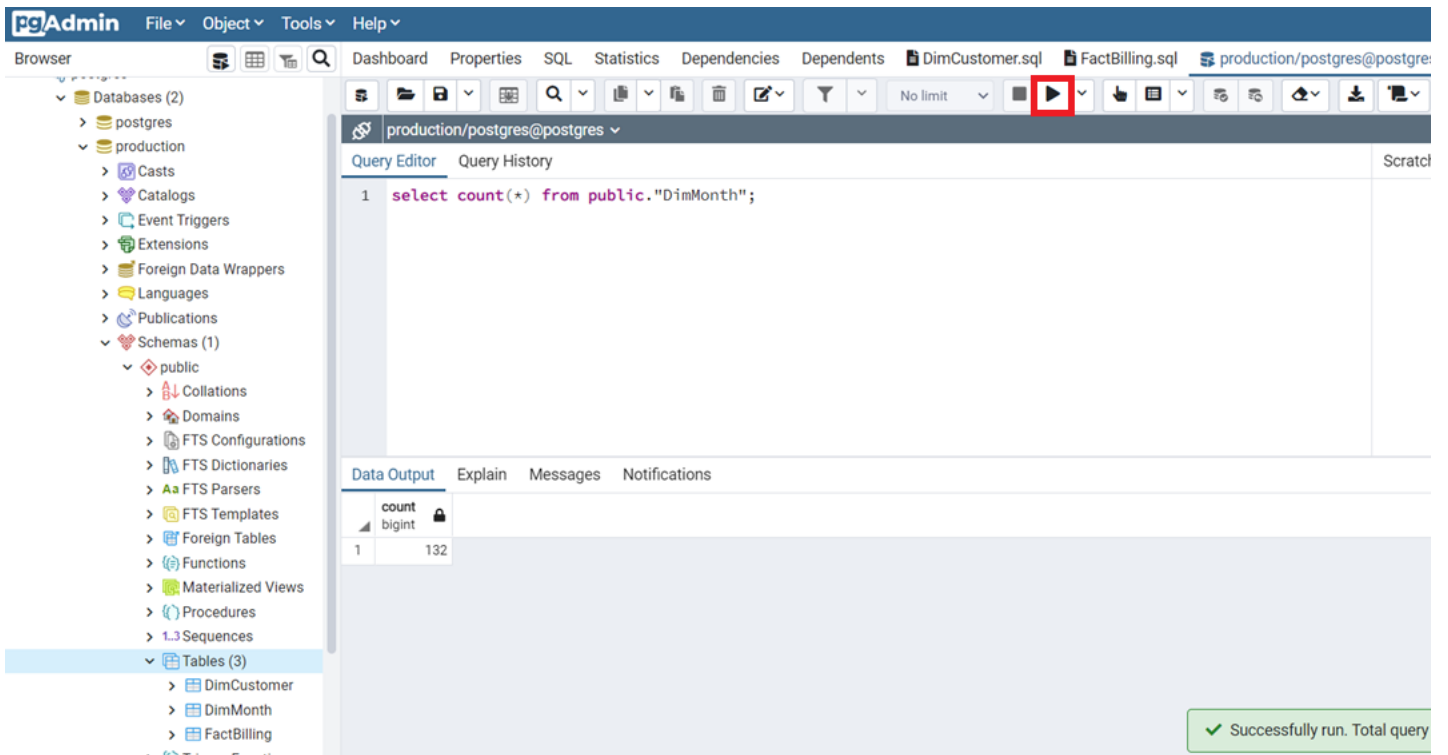 pgAdmin File Object Tools Help
Browser
Dashboard Properties SQL Statistics Dependencies Dependents DimCustomer.sql FactBilling.sql production/postgres@postgres
No limit
production/postgres@postgres
Query Editor Query History
1 select count(*) from public."DimMonth";
Databases (2)
postgres
production
Casts
Catalogs
Event Triggers
Extensions
Foreign Data Wrappers
Languages
Publications
Schemas (1)
public
Collations
Domains
FTS Configurations
FTS Dictionaries
Aa FTS Parsers
FTS Templates
Foreign Tables
Functions
Materialized Views
Procedures
1..3 Sequences
Tables (3)
DimCustomer
DimMonth
FactBilling
Data Output Explain Messages Notifications
count
bigint
1 132
Successfully run. Total query